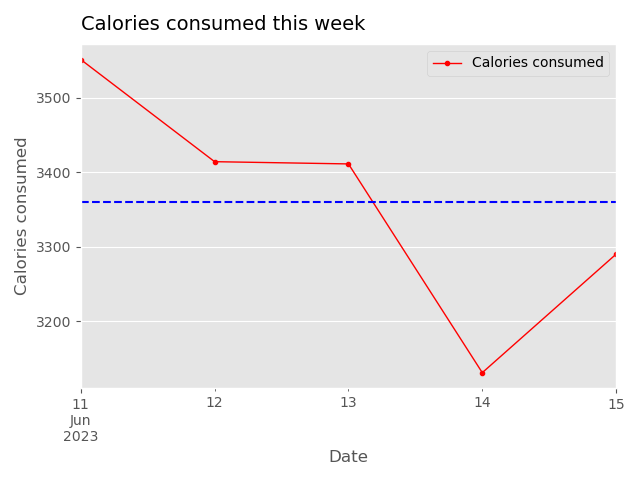 Calories consumed this week
Calories consumed
3500
3400
3300
3200
Calories consumed
11
Jun
2023
12
13
14
15
Date